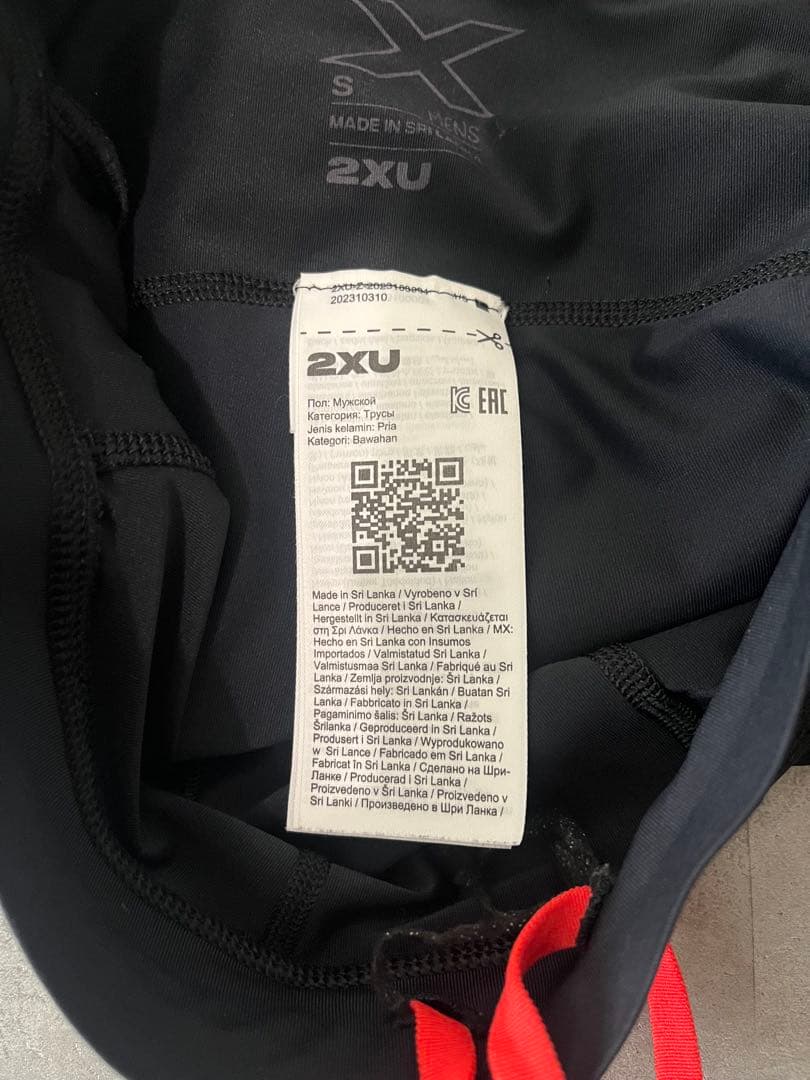 S
MENS
MADE IN SRI LANKA
2XU
202310310
2XU
Пол: Мужской
Категория: Трусы
Jenis kelamin: Pria
Kategori: Bawahan
EAC
Made in Sri Lanka / Vyrobeno v Srí
Lance / Produceret i Sri Lanka /
Hergestellt in Sri Lanka / Κατασκευάζεται
στη Σρι Λάνκα / Hecho en Sri Lanka / MX:
Hecho en Sri Lanka con Insumos
Importados / Valmistatud Sri Lanka /
Valmistusmaa Sri Lanka / Fabriqué au Sri
Lanka / Zemlja proizvodnje: Šri Lanka /
Származási hely: Sri Lankán / Buatan Sri
Lanka / Fabbricato in Sri Lanka /
Pagaminimo šalis: Šri Lanka / Ražots
Šrilanka / Geproduceerd in Sri Lanka /
Produsert i Sri Lanka / Wyprodukowano
w Sri Lance / Fabricado em Sri Lanka /
Fabricat în Sri Lanka / Сделано на Шри-
Ланке / Producerad i Sri Lanka /
Proizvedeno v Šri Lanka / Proizvedeno v
Sri Lanki / Произведено в Шри Ланка /